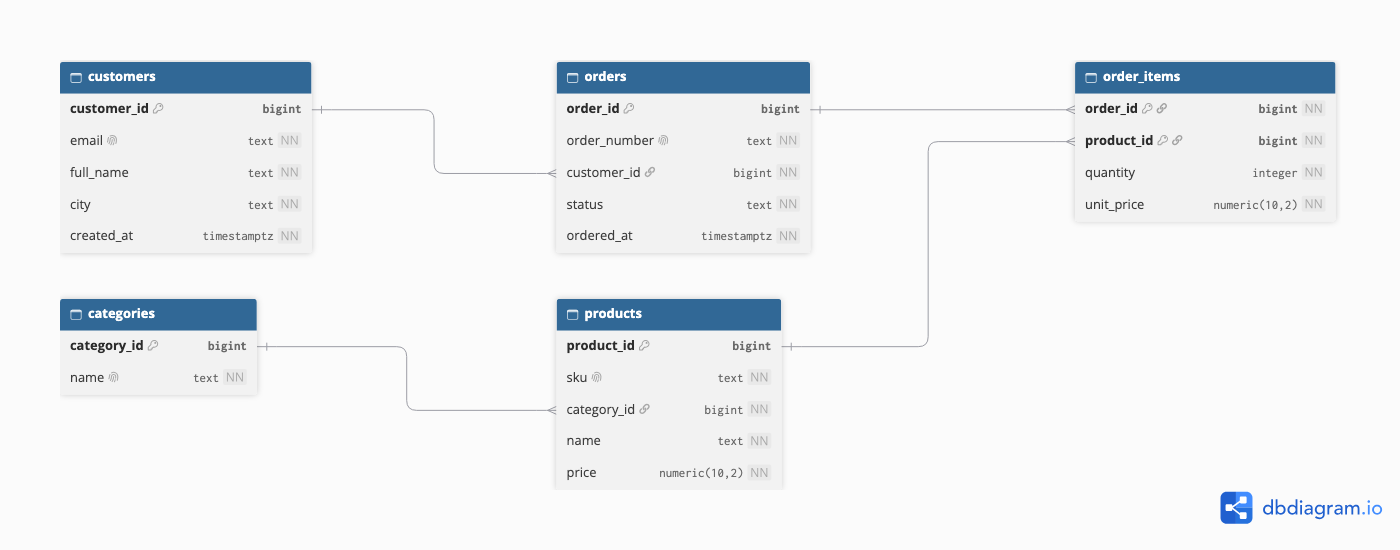 customers
customer_id bigint
email text NN
full_name text NN
city text NN
created_at timestamptz NN
orders
order_id bigint
order_number text NN
customer_id bigint NN
status text NN
ordered_at timestamptz NN
order_items
order_id bigint NN
product_id bigint NN
quantity integer NN
unit_price numeric(10,2) NN
categories
category_id bigint
name text NN
products
product_id bigint
sku text NN
category_id bigint NN
name text NN
price numeric(10,2) NN
dbdiagram.io